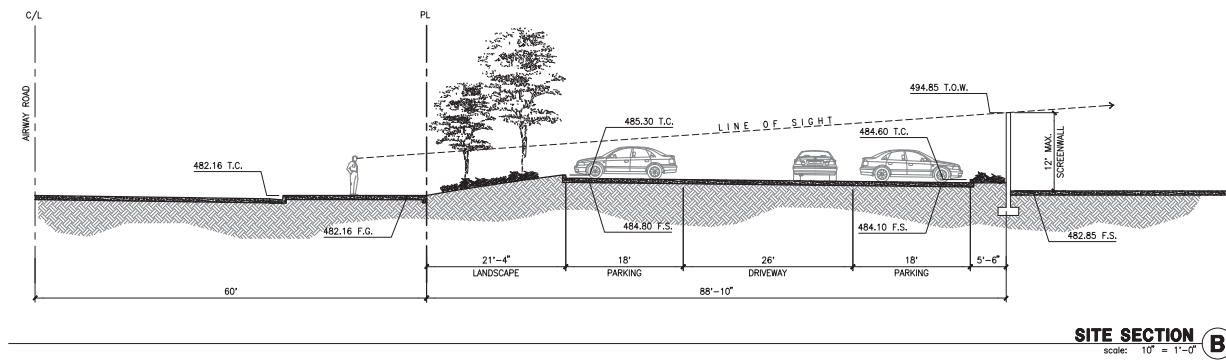 C/L
PL
AIRWAY ROAD
494.85 T.O.W.
485.30 T.C.
LINE OF SIGHT
484.60 T.C.
12' MAX.
SCREENWALL
482.16 T.C.
482.16 F.G.
484.80 F.S.
484.10 F.S.
482.85 F.S.
21'-4"
LANDSCAPE
18'
PARKING
26'
DRIVEWAY
18'
PARKING
5'-6"
60'
88'-10"
SITE SECTION
B
scale: 10" = 1'-0"